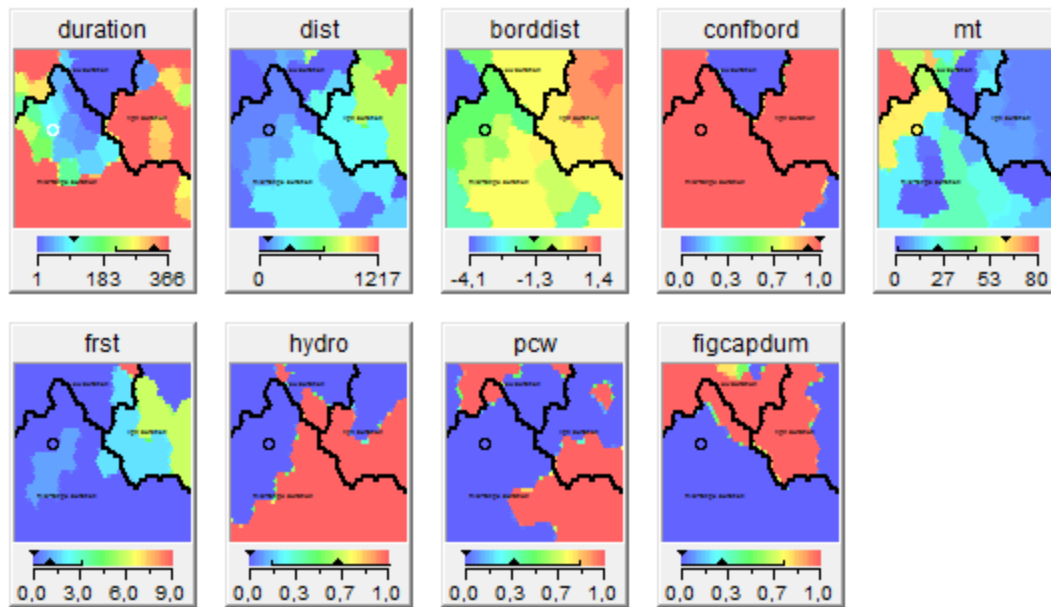 duration dist borddist confbord mt
1 183 366 0 1217 -4,1 -1,3 1,4 0,0 0,3 0,7 1,0 0 27 53 80
frst hydro pcw figcapdum
0,0 3,0 6,0 9,0 0,0 0,3 0,7 1,0 0,0 0,3 0,7 1,0 0,0 0,3 0,7 1,0